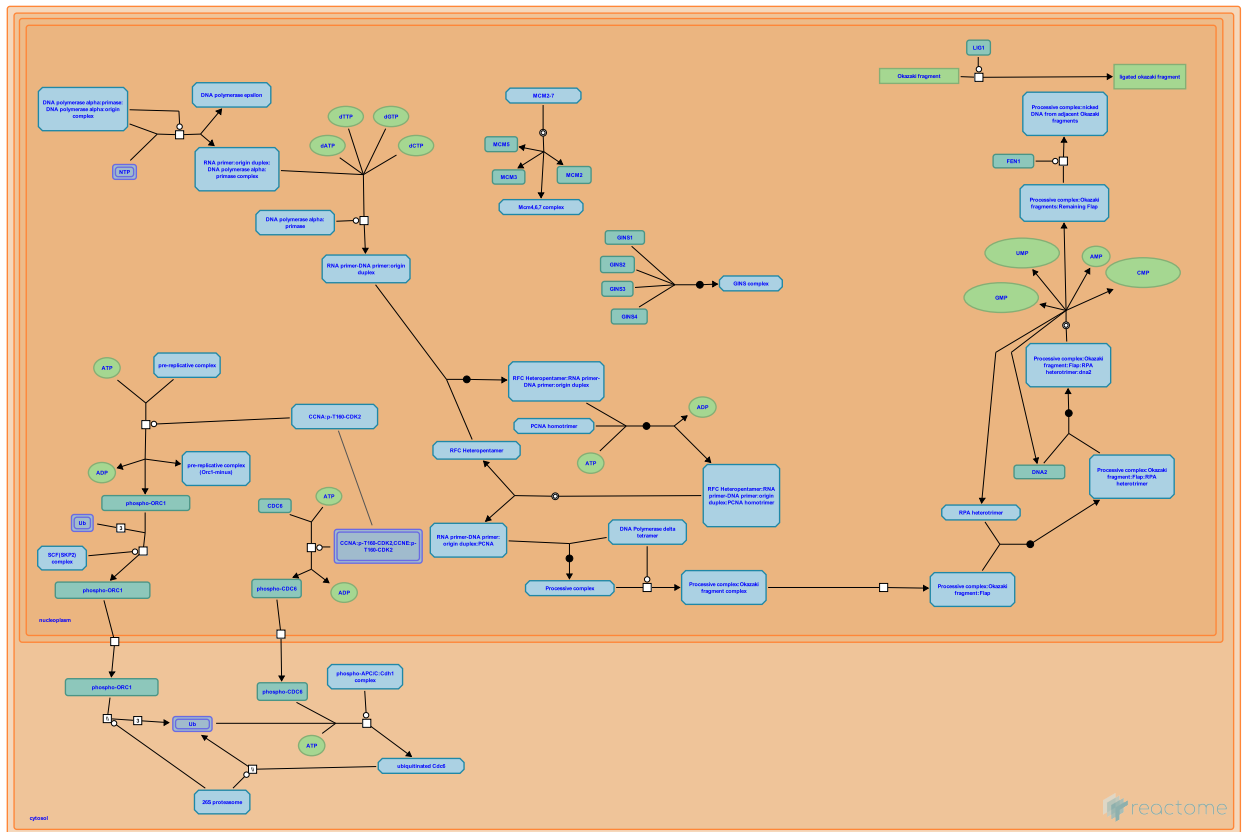 LIG1
Okazaki fragment
ligated okazaki fragment
DNA polymerase alpha:primase:
DNA polymerase alpha:origin
complex
DNA polymerase epsilon
NTP
RNA primer:origin duplex:
DNA polymerase alpha:
primase complex
dTTP
dGTP
dATP
dCTP
DNA polymerase alpha:
primase
RNA primer-DNA primer:origin
duplex
MCM2-7
MCM5
MCM3
MCM2
Mcm4,6,7 complex
GINS1
GINS2
GINS3
GINS4
GINS complex
Processive complex:nicked
DNA from adjacent Okazaki
fragments
FEN1
Processive complex:Okazaki
fragments:Remaining Flap
UMP
AMP
CMP
GMP
Processive complex:Okazaki
fragment:Flap:RPA
heterotrimer:dna2
DNA2
Processive complex:Okazaki
fragment:Flap:RPA
heterotrimer
RPA heterotrimer
Processive complex:Okazaki
fragment:Flap
ATP
pre-replicative complex
CCNA:p-T160-CDK2
ADP
pre-replicative complex
(Orc1-minus)
phospho-ORC1
Ub
3
SCF(SKP2)
complex
phospho-ORC1
CDC6
ATP
CCNA:p-T160-CDK2,CCNE:p-
T160-CDK2
phospho-CDC6
ADP
RFC Heteropentamer:RNA primer-
DNA primer:origin duplex
PCNA homotrimer
ADP
ATP
RFC Heteropentamer
RFC Heteropentamer:RNA
primer-DNA primer:origin
duplex:PCNA homotrimer
RNA primer-DNA primer:
origin duplex:PCNA
DNA Polymerase delta
tetramer
Processive complex
Processive complex:Okazaki
fragment complex
nucleoplasm
phospho-ORC1
5
3
Ub
phospho-CDC6
phospho-APC/C:Cdh1
complex
ATP
ubiquitinated Cdc6
26S proteasome
cytosol
reactome